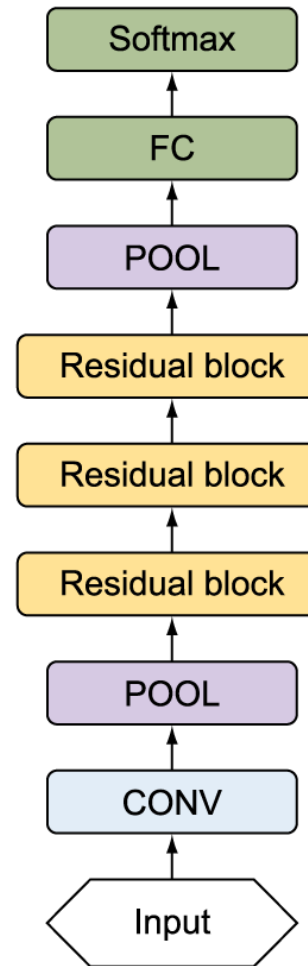 Softmax
FC
POOL
Residual block
Residual block
Residual block
POOL
CONV
Input